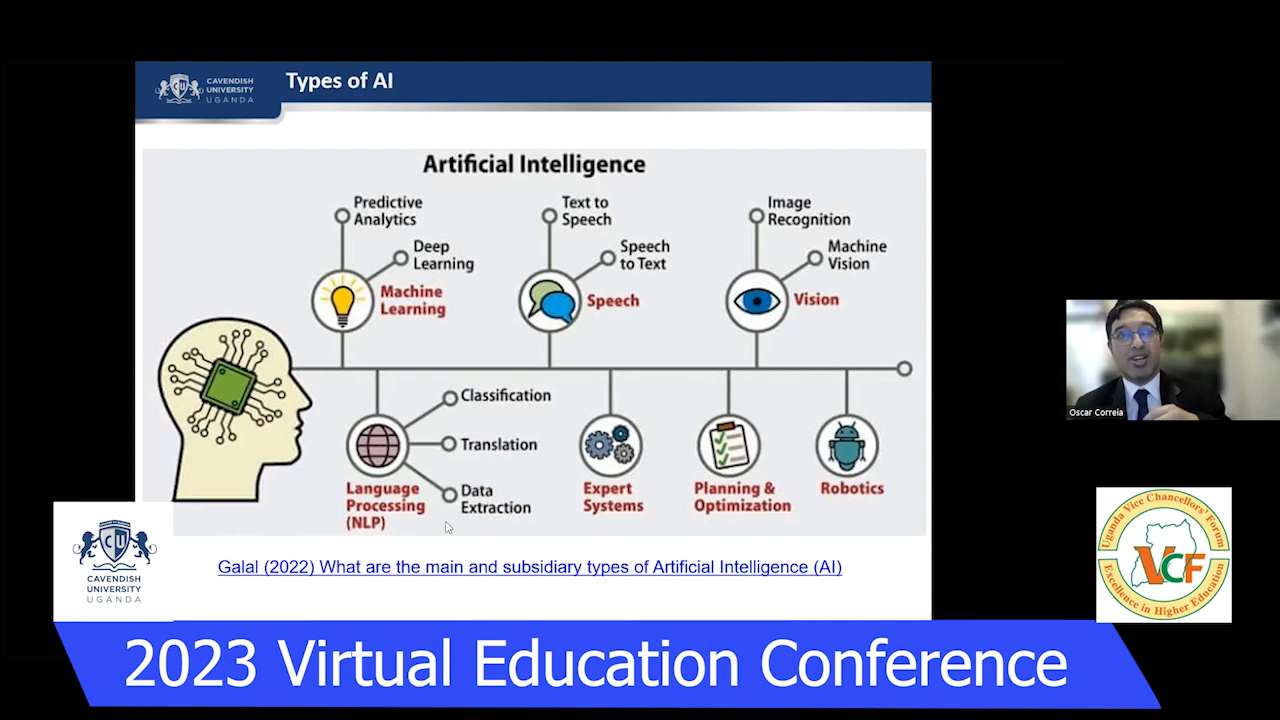 CAVENDISH
UNIVERSITY
UGANDA
CU
Types of AI
Artificial Intelligence
Predictive
Analytics
Deep
Learning
Machine
Learning
Text to
Speech
Speech
to Text
Speech
Image
Recognition
Machine
Vision
Vision
Classification
Translation
Data
Extraction
Language
Processing
(NLP)
Expert
Systems
Planning &
Optimization
Robotics
Galal (2022) What are the main and subsidiary types of Artificial Intelligence (AI)
Oscar Correia
CU
CAVENDISH
UNIVERSITY
UGANDA
Uganda Vice Chancellors' Forum
VCF
Excellence in Higher Education
2023 Virtual Education Conference